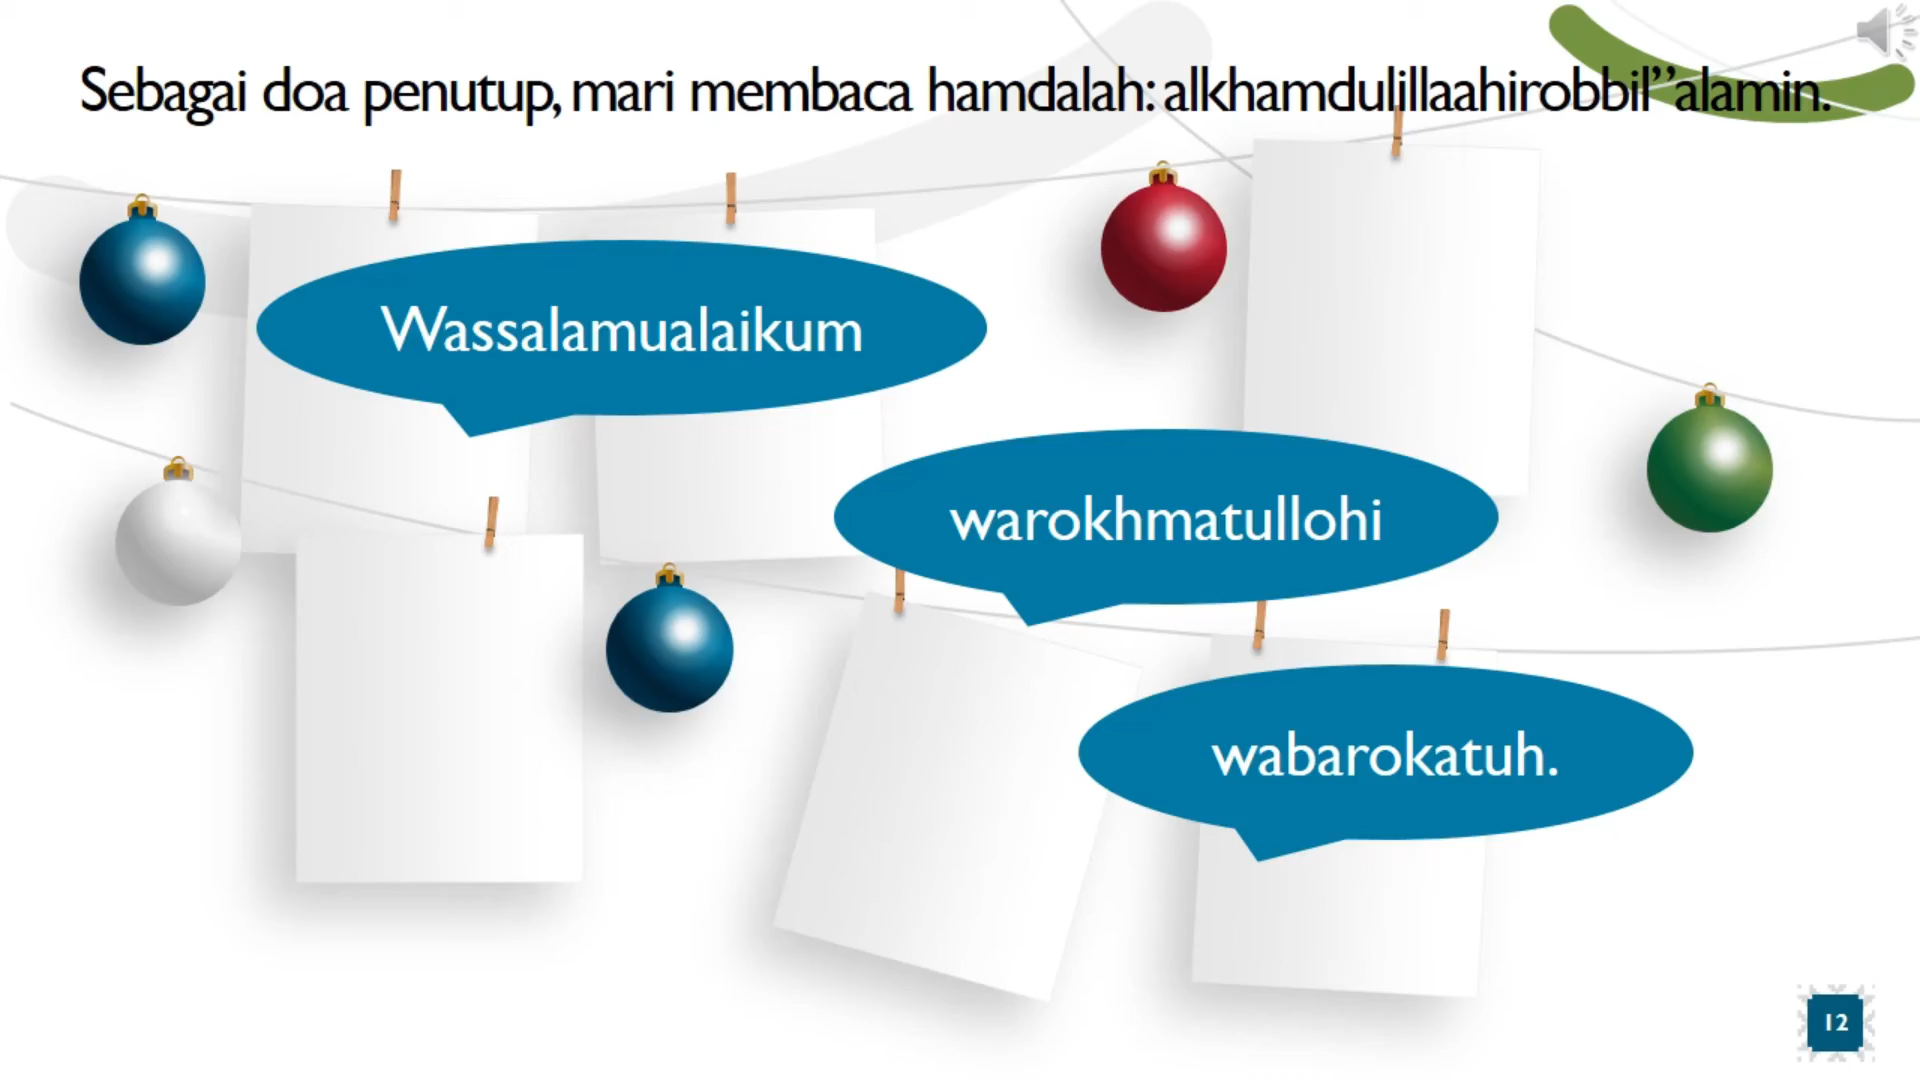 Sebagai doa penutup, mari membaca hamdalah: alkhamdulillaahirobbil”alamin.
Wassalamualaikum
warokhmatullohi
wabarokatuh.
12